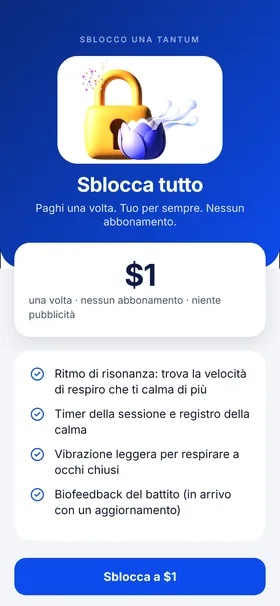 SBLOCCO UNA TANTUM
Sblocca tutto
Paghi una volta. Tuo per sempre. Nessun
abbonamento.
$1
una volta · nessun abbonamento · niente
pubblicità
Ritmo di risonanza: trova la velocità
di respiro che ti calma di più
Timer della sessione e registro della
calma
Vibrazione leggera per respirare a
occhi chiusi
Biofeedback del battito (in arrivo
con un aggiornamento)
Sblocca a $1